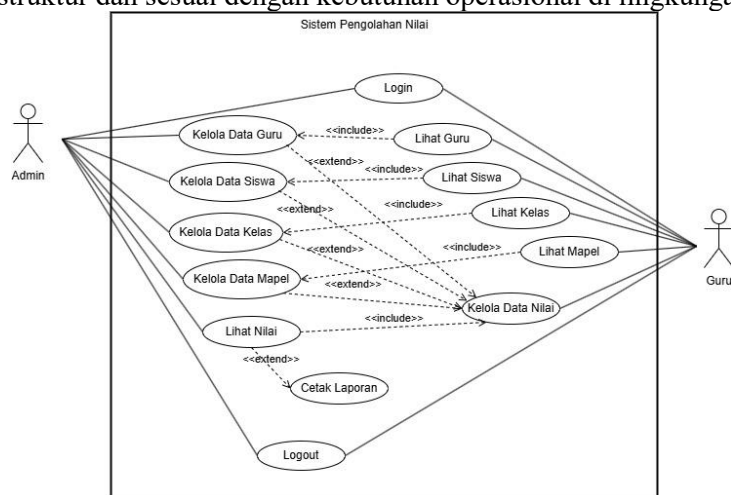 struktur dan sesuai dengan kebutuhan operasional di lingkunga
Sistem Pengolahan Nilai
Login
Kelola Data Guru
<<include>>
Lihat Guru
Admin
<<extend>>
Kelola Data Siswa
<<include>>
Lihat Siswa
<<extend>>
<<include>>
Lihat Kelas
Kelola Data Kelas
<<extend>>
<<include>>
Lihat Mapel
Kelola Data Mapel
<<extend>>
Guru
Kelola Data Nilai
Lihat Nilai
<<include>>
<<extend>>
Cetak Laporan
Logout